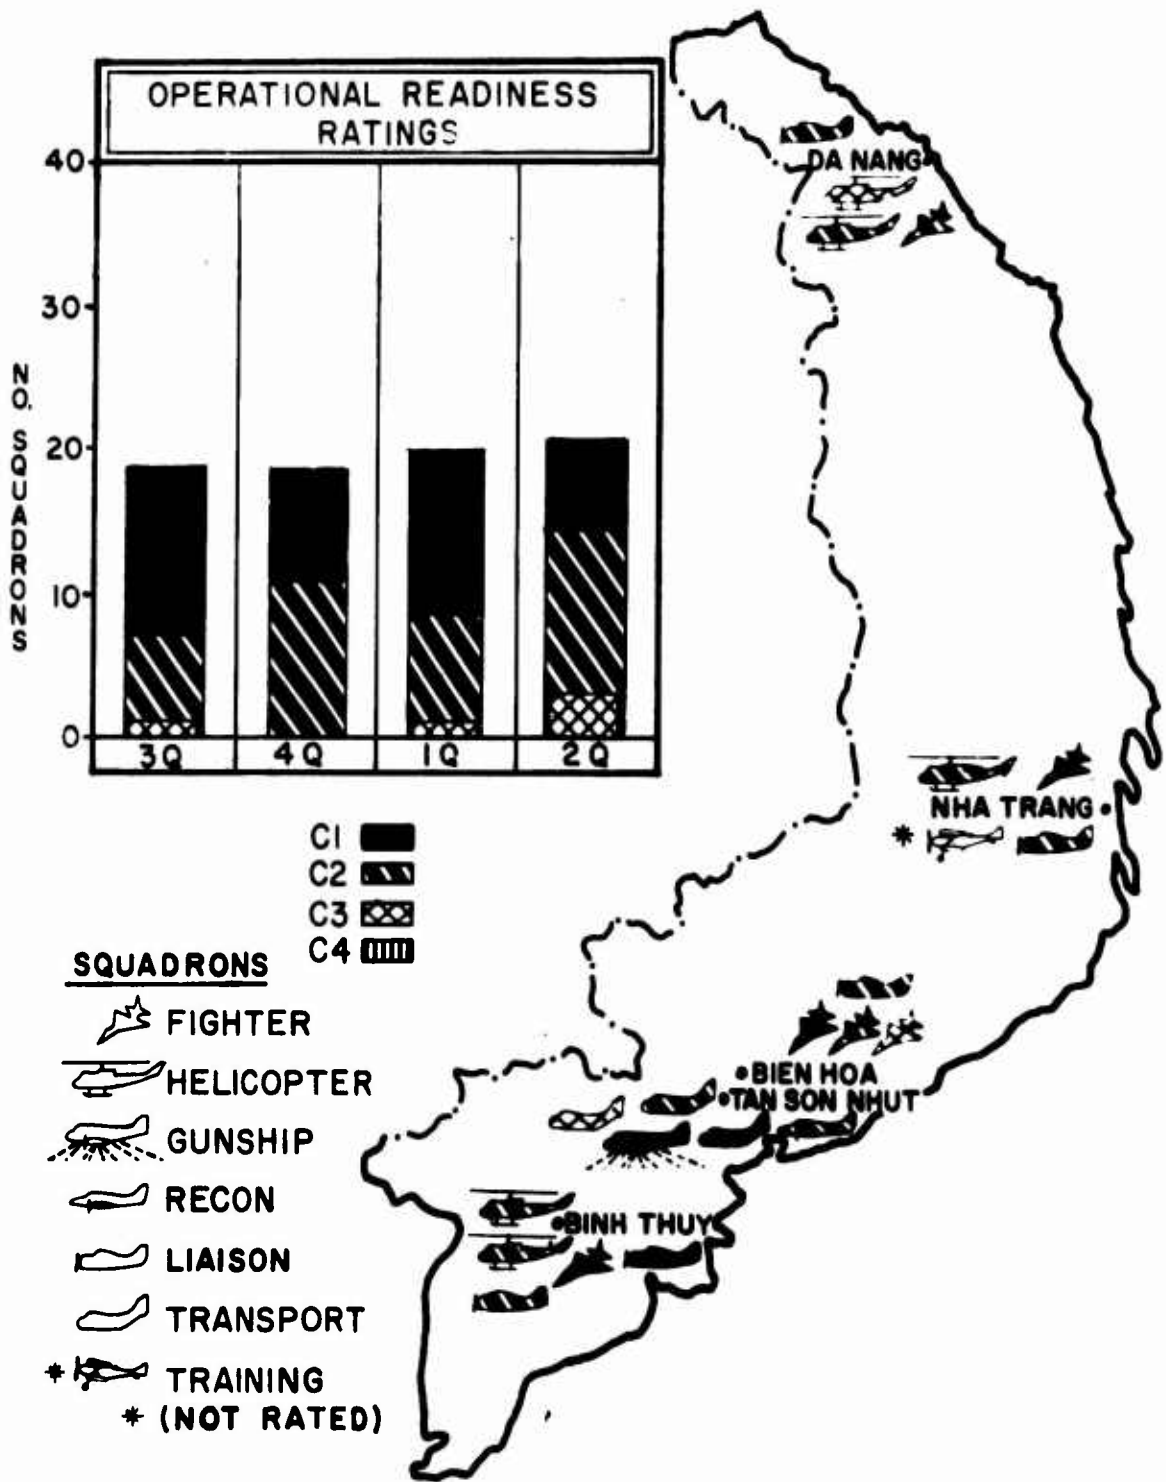 OPERATIONAL READINESS
RATINGS
40
30
20
10
0
NO. SQUADRONS
3Q 4Q 1Q 2Q
C1
C2
C3
C4
SQUADRONS
FIGHTER
HELICOPTER
GUNSHIP
RECON
LIAISON
TRANSPORT
* TRAINING
* (NOT RATED)
DA NANG
NHA TRANG
*
BIEN HOA
TAN SON NHUT
BINH THUY